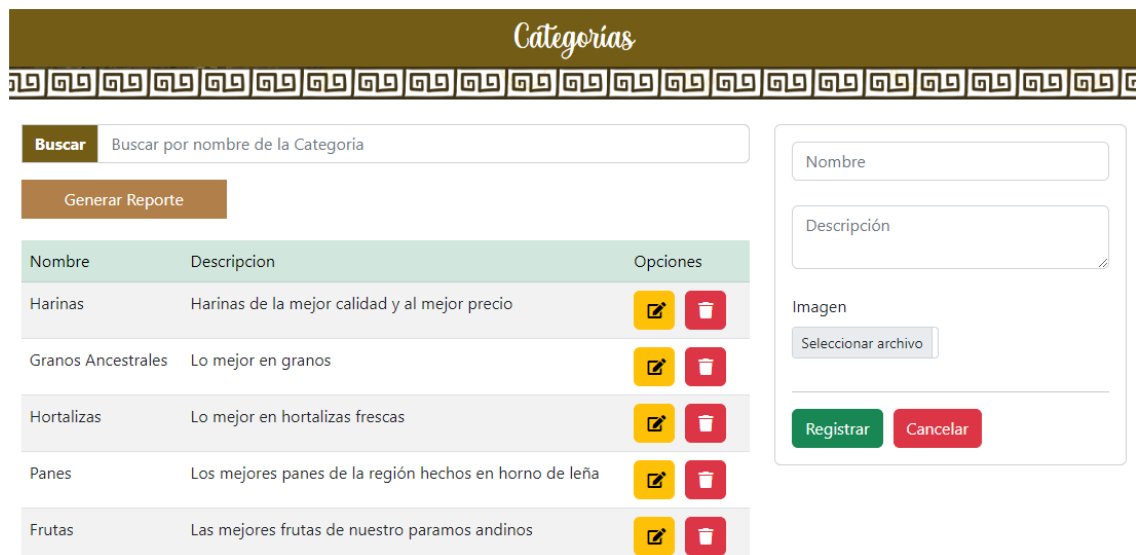 Categorías
Buscar Buscar por nombre de la Categoria
Generar Reporte
Nombre Descripcion Opciones
Harinas Harinas de la mejor calidad y al mejor precio
Granos Ancestrales Lo mejor en granos
Hortalizas Lo mejor en hortalizas frescas
Panes Los mejores panes de la región hechos en horno de leña
Frutas Las mejores frutas de nuestro paramos andinos
Nombre
Descripción
Imagen
Seleccionar archivo
Registrar Cancelar